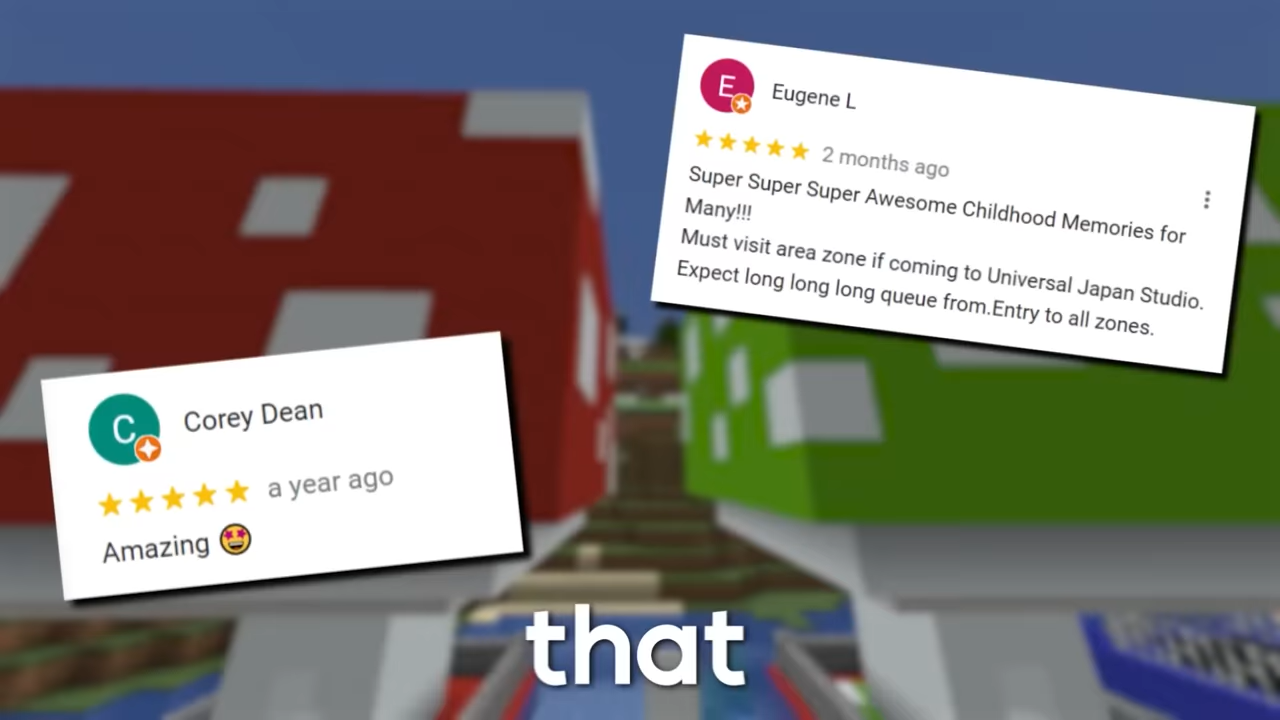 E
Eugene L
2 months ago
Super Super Super Awesome Childhood Memories for
Many!!!
Must visit area zone if coming to Universal Japan Studio.
Expect long long long queue from.Entry to all zones.
C
Corey Dean
a year ago
Amazing 🤩
that